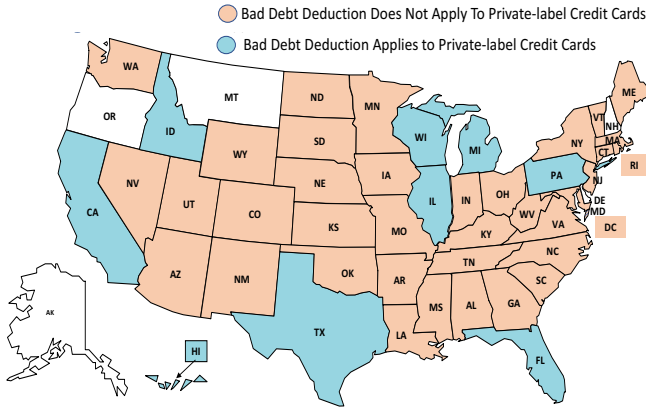 Bad Debt Deduction Does Not Apply To Private-label Credit Cards
Bad Debt Deduction Applies to Private-label Credit Cards
WA
MT
ND
MN
ME
OR
ID
SD
WI
MI
VT
NH
NY
MA
CT
RI
WY
IA
NE
PA
NJ
NV
UT
CO
IL
IN
OH
DE
MD
WV
VA
DC
CA
KS
MO
KY
NC
TN
AZ
NM
OK
AR
SC
MS
AL
GA
AK
TX
LA
HI
FL